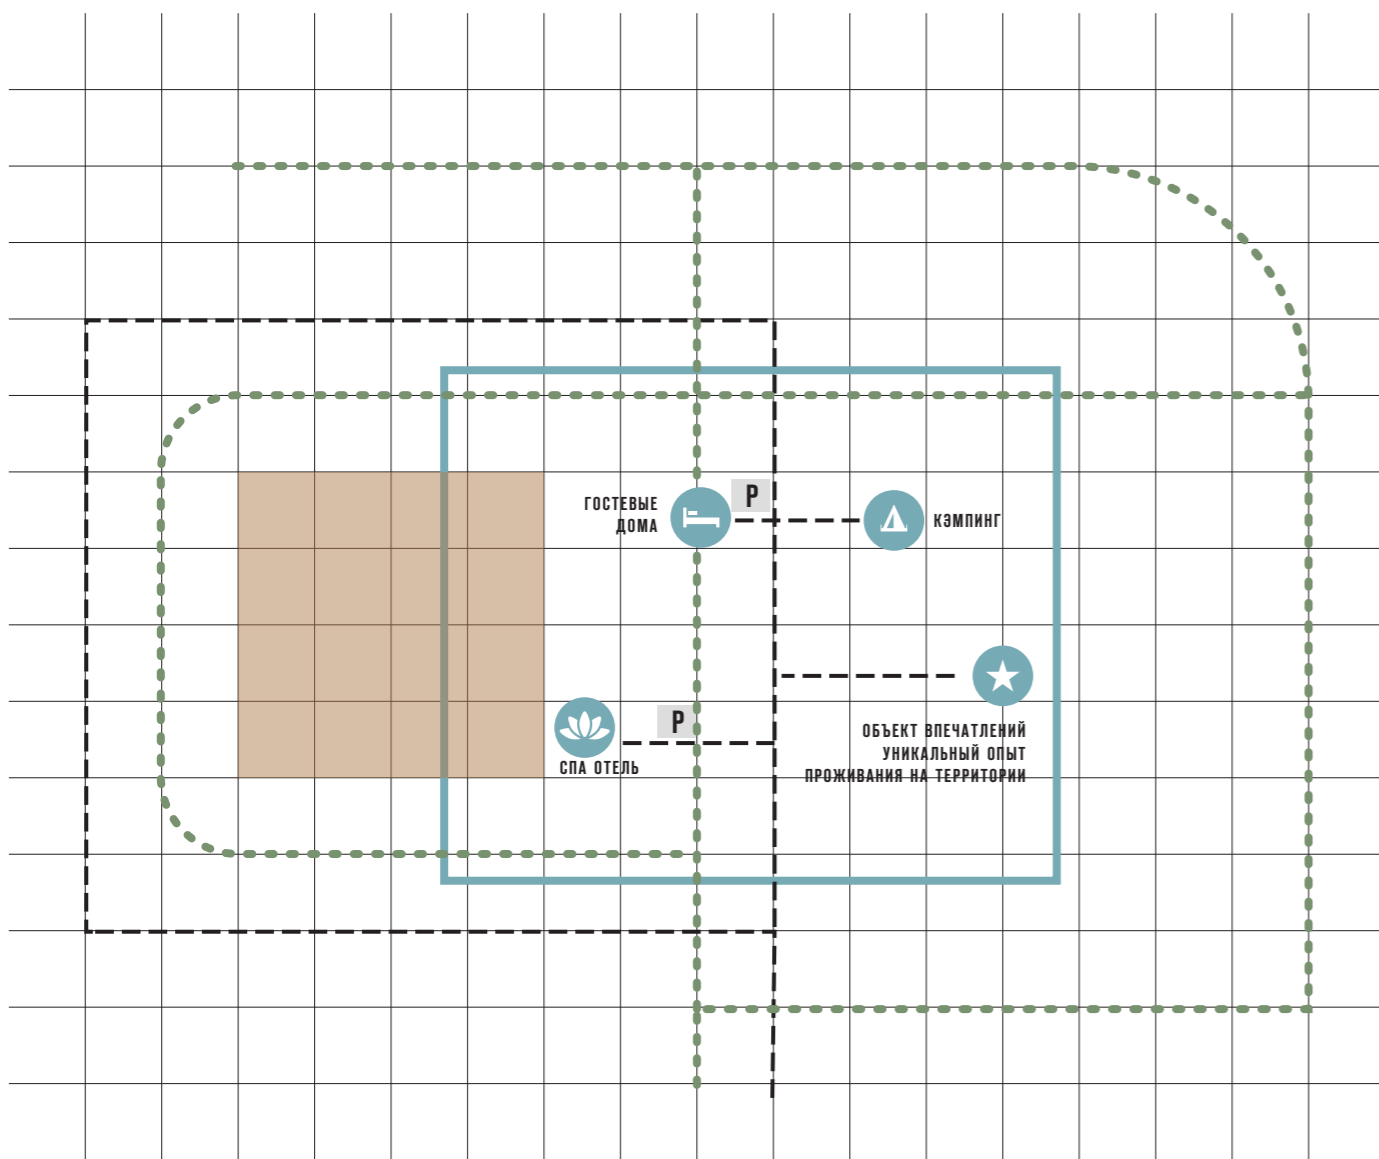 ГОСТЕВЫЕ
ДОМА
P
КЭМПИНГ
P
СПА ОТЕЛЬ
ОБЪЕКТ ВПЕЧАТЛЕНИЙ
УНИКАЛЬНЫЙ ОПЫТ
ПРОЖИВАНИЯ НА ТЕРРИТОРИИ